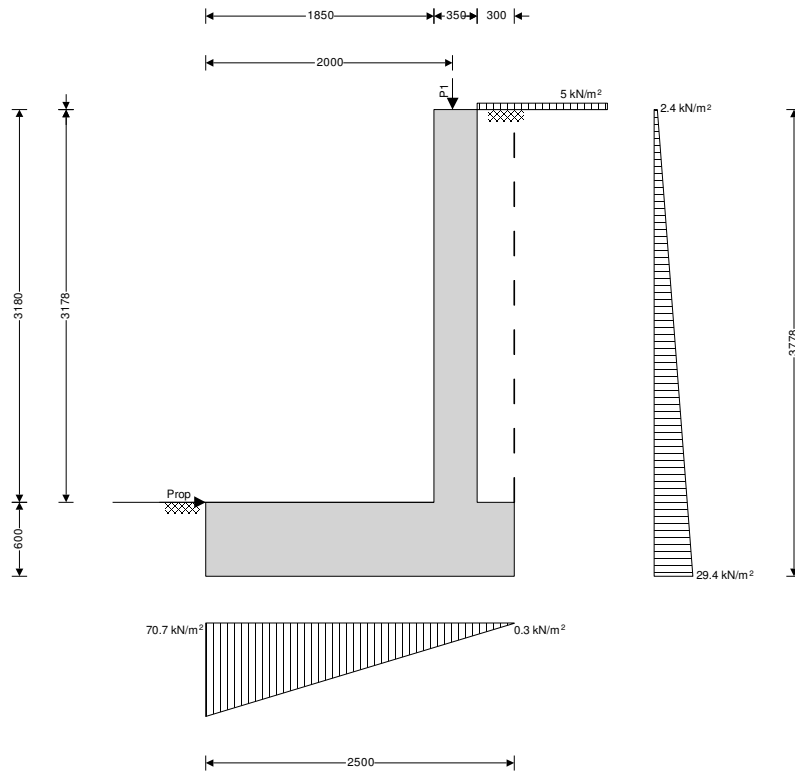 1850
350
300
2000
P1
5 kN/m²
2.4 kN/m²
3180
3178
3778
Prop
600
29.4 kN/m²
70.7 kN/m²
0.3 kN/m²
2500